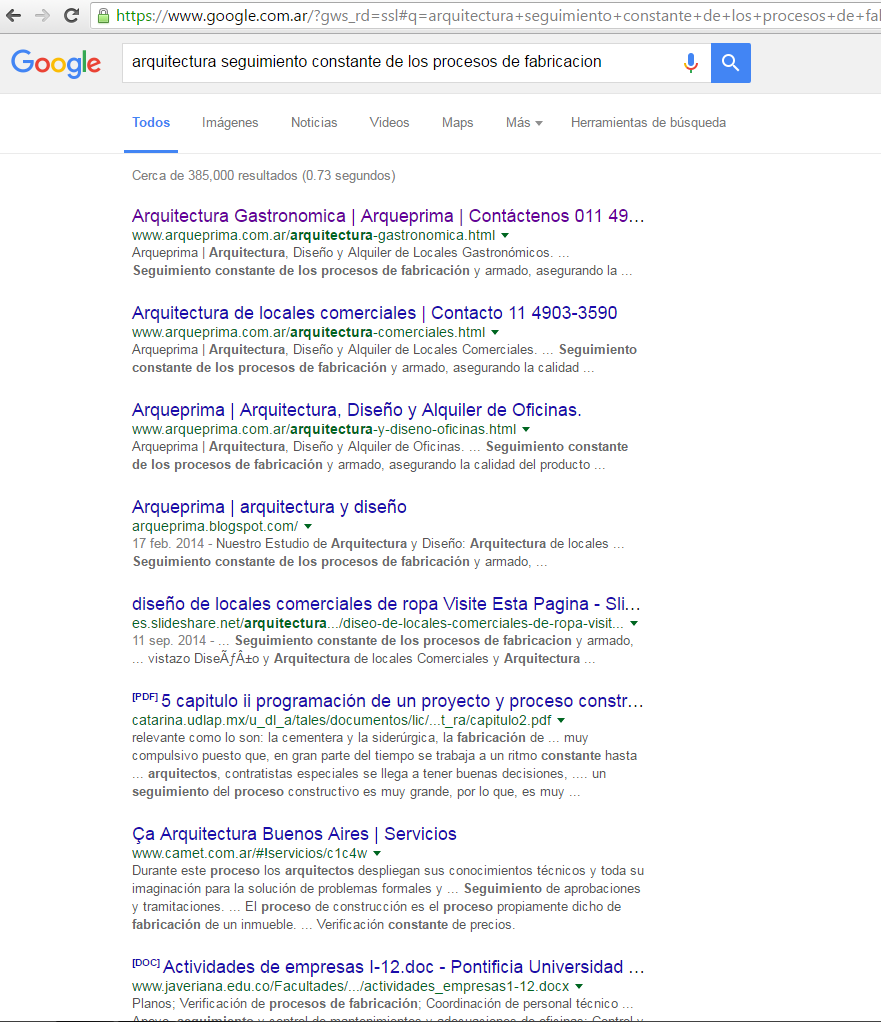 https://www.google.com.ar/?gws_rd=ssl#q=arquitectura+seguimiento+constante+de+los+procesos+de+fal
Google
arquitectura seguimiento constante de los procesos de fabricacion
Todos Imágenes Noticias Videos Maps Más Herramientas de búsqueda
Cerca de 385,000 resultados (0.73 segundos)
Arquitectura Gastronomica | Arqueprima | Contáctenos 011 49...
www.arqueprima.com.ar/arquitectura-gastronomica.html
Arqueprima | Arquitectura, Diseño y Alquiler de Locales Gastronómicos. ...
Seguimiento constante de los procesos de fabricación y armado, asegurando la ...
Arquitectura de locales comerciales | Contacto 11 4903-3590
www.arqueprima.com.ar/arquitectura-comerciales.html
Arqueprima | Arquitectura, Diseño y Alquiler de Locales Comerciales. ... Seguimiento
constante de los procesos de fabricación y armado, asegurando la calidad ...
Arqueprima | Arquitectura, Diseño y Alquiler de Oficinas.
www.arqueprima.com.ar/arquitectura-y-diseno-oficinas.html
Arqueprima | Arquitectura, Diseño y Alquiler de Oficinas. ... Seguimiento constante
de los procesos de fabricación y armado, asegurando la calidad del producto ...
Arqueprima | arquitectura y diseño
arqueprima.blogspot.com/
17 feb. 2014 - Nuestro Estudio de Arquitectura y Diseño: Arquitectura de locales ...
Seguimiento constante de los procesos de fabricación y armado, ...
diseño de locales comerciales de ropa Visite Esta Pagina - Sli...
es.slideshare.net/arquitectura.../diseo-de-locales-comerciales-de-ropa-visit...
11 sep. 2014 - ... Seguimiento constante de los procesos de fabricacion y armado,
... vistazo DiseÃƒÂ±o y Arquitectura de locales Comerciales y Arquitectura ...
[PDF] 5 capitulo ii programación de un proyecto y proceso constr...
catarina.udlap.mx/u_dl_a/tales/documentos/lic/...t_ra/capitulo2.pdf
relevante como lo son: la cementera y la siderúrgica, la fabricación de ... muy
compulsivo puesto que, en gran parte del tiempo se trabaja a un ritmo constante hasta
... arquitectos, contratistas especiales se llega a tener buenas decisiones, .... un
seguimiento del proceso constructivo es muy grande, por lo que, es muy ...
Ça Arquitectura Buenos Aires | Servicios
www.camet.com.ar/#!servicios/c1c4w
Durante este proceso los arquitectos despliegan sus conocimientos técnicos y toda su
imaginación para la solución de problemas formales y ... Seguimiento de aprobaciones
y tramitaciones. ... El proceso de construcción es el proceso propiamente dicho de
fabricación de un inmueble. ... Verificación constante de precios.
[DOC] Actividades de empresas I-12.doc - Pontificia Universidad ...
www.javeriana.edu.co/Facultades/.../actividades_empresas1-12.docx
Planos; Verificación de procesos de fabricación; Coordinación de personal técnico ...
Apoyo, seguimiento y control de mantenimientos y adecuaciones de oficinas; Control y